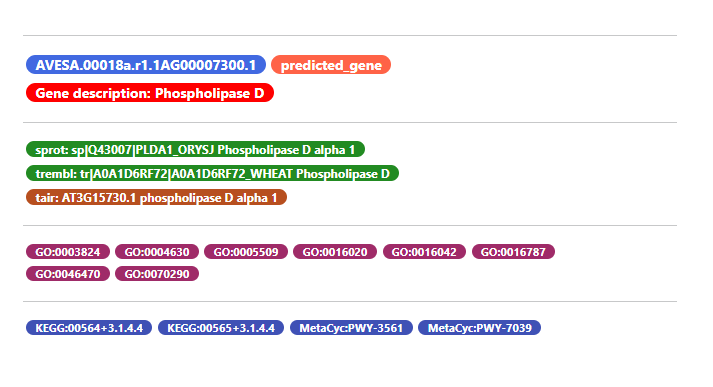 AVESA.00018a.r1.1AG00007300.1 predicted_gene
Gene description: Phospholipase D
sprot: sp|Q43007|PLDA1_ORYSJ Phospholipase D alpha 1
trembl: tr|A0A1D6RF72|A0A1D6RF72_WHEAT Phospholipase D
tair: AT3G15730.1 phospholipase D alpha 1
GO:0003824 GO:0004630 GO:0005509 GO:0016020 GO:0016042 GO:0016787
GO:0046470 GO:0070290
KEGG:00564+3.1.4.4 KEGG:00565+3.1.4.4 MetaCyc:PWY-3561 MetaCyc:PWY-7039